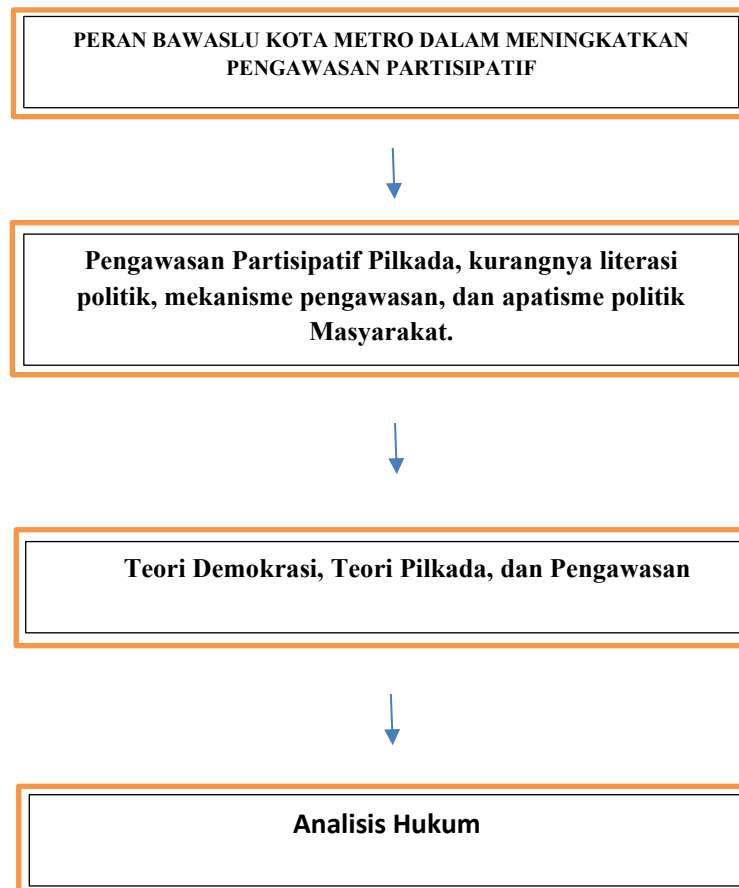 PERAN BAWASLU KOTA METRO DALAM MENINGKATKAN
PENGAWASAN PARTISIPATIF
Pengawasan Partisipatif Pilkada, kurangnya literasi
politik, mekanisme pengawasan, dan apatisme politik
Masyarakat.
Teori Demokrasi, Teori Pilkada, dan Pengawasan
Analisis Hukum